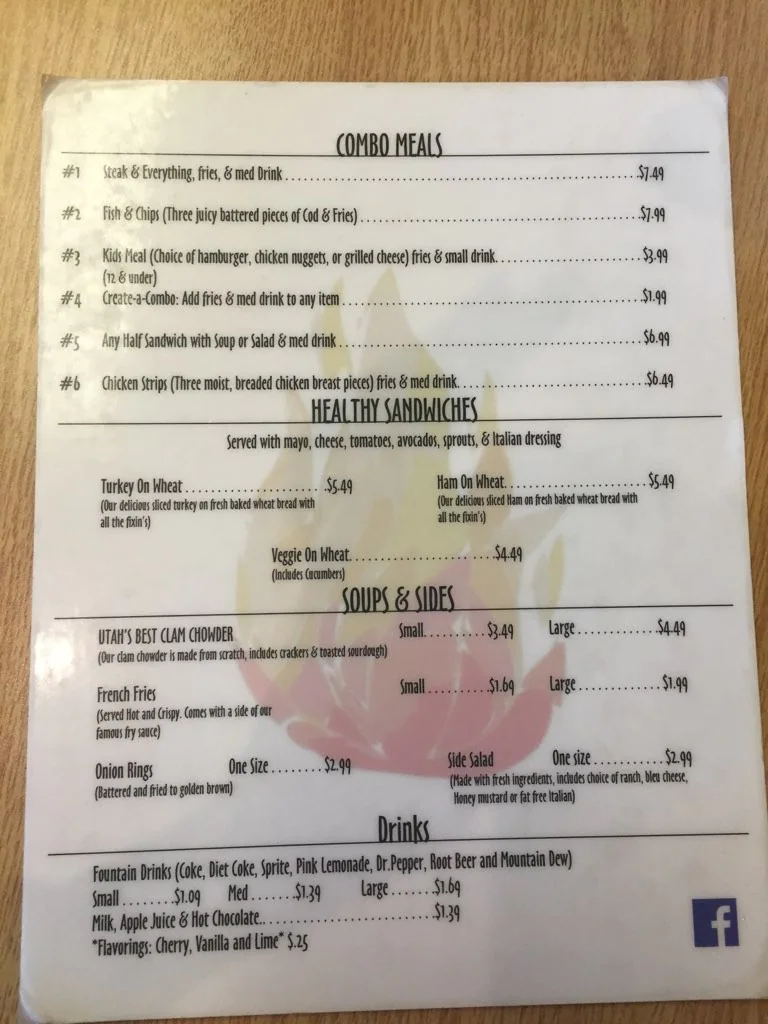 COMBO MEALS
#1 Steak & Everything, fries, & med Drink $7.49
#2 Fish & Chips (Three juicy battered pieces of Cod & Fries) $7.99
#3 Kids Meal (Choice of hamburger, chicken nuggets, or grilled cheese) fries & small drink. $3.99
(12 & under)
#4 Create-a-Combo: Add fries & med drink to any item $1.99
#5 Any Half Sandwich with Soup or Salad & med drink $6.99
#6 Chicken Strips (Three moist, breaded chicken breast pieces) fries & med drink. $6.49
HEALTHY SANDWICHES
Served with mayo, cheese, tomatoes, avocados, sprouts, & Italian dressing
Turkey On Wheat $5.49
(Our delicious sliced turkey on fresh baked wheat bread with
all the fixin's)
Ham On Wheat. $5.49
(Our delicious sliced Ham on fresh baked wheat bread with
all the fixin's)
Veggie On Wheat. $4.49
(Includes Cucumbers)
SOUPS & SIDES
UTAH'S BEST CLAM CHOWDER Small. $3.49 Large $4.49
(Our clam chowder is made from scratch, includes crackers & toasted sourdough)
French Fries Small $1.69 Large $1.99
(Served Hot and Crispy. Comes with a side of our
famous fry sauce)
Onion Rings One Size $2.99
(Battered and fried to golden brown)
Side Salad One size $2.99
(Made with fresh ingredients, includes choice of ranch, bleu cheese,
Honey mustard or fat free Italian)
Drinks
Fountain Drinks (Coke, Diet Coke, Sprite, Pink Lemonade, Dr.Pepper, Root Beer and Mountain Dew)
Small $1.09 Med $1.39 Large $1.69
Milk, Apple Juice & Hot Chocolate. $1.39
*Flavorings: Cherry, Vanilla and Lime* $.25
f